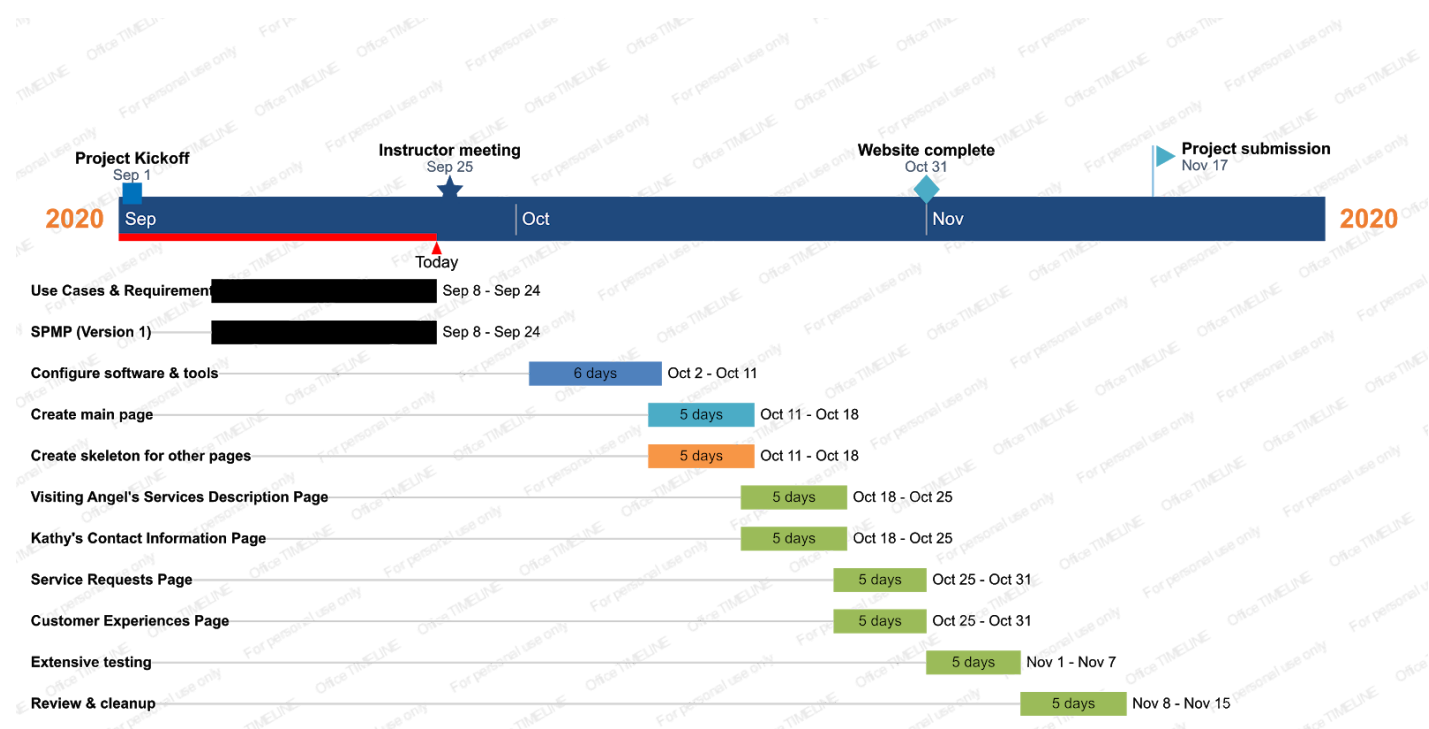 Project Kickoff
Sep 1
Instructor meeting
Sep 25
Website complete
Oct 31
Project submission
Nov 17
2020 Sep Oct Nov 2020
Today
Use Cases & Requirement Sep 8 - Sep 24
SPMP (Version 1) Sep 8 - Sep 24
Configure software & tools 6 days Oct 2 - Oct 11
Create main page 5 days Oct 11 - Oct 18
Create skeleton for other pages 5 days Oct 11 - Oct 18
Visiting Angel's Services Description Page 5 days Oct 18 - Oct 25
Kathy's Contact Information Page 5 days Oct 18 - Oct 25
Service Requests Page 5 days Oct 25 - Oct 31
Customer Experiences Page 5 days Oct 25 - Oct 31
Extensive testing 5 days Nov 1 - Nov 7
Review & cleanup 5 days Nov 8 - Nov 15
Office TIMELINE For personal use only